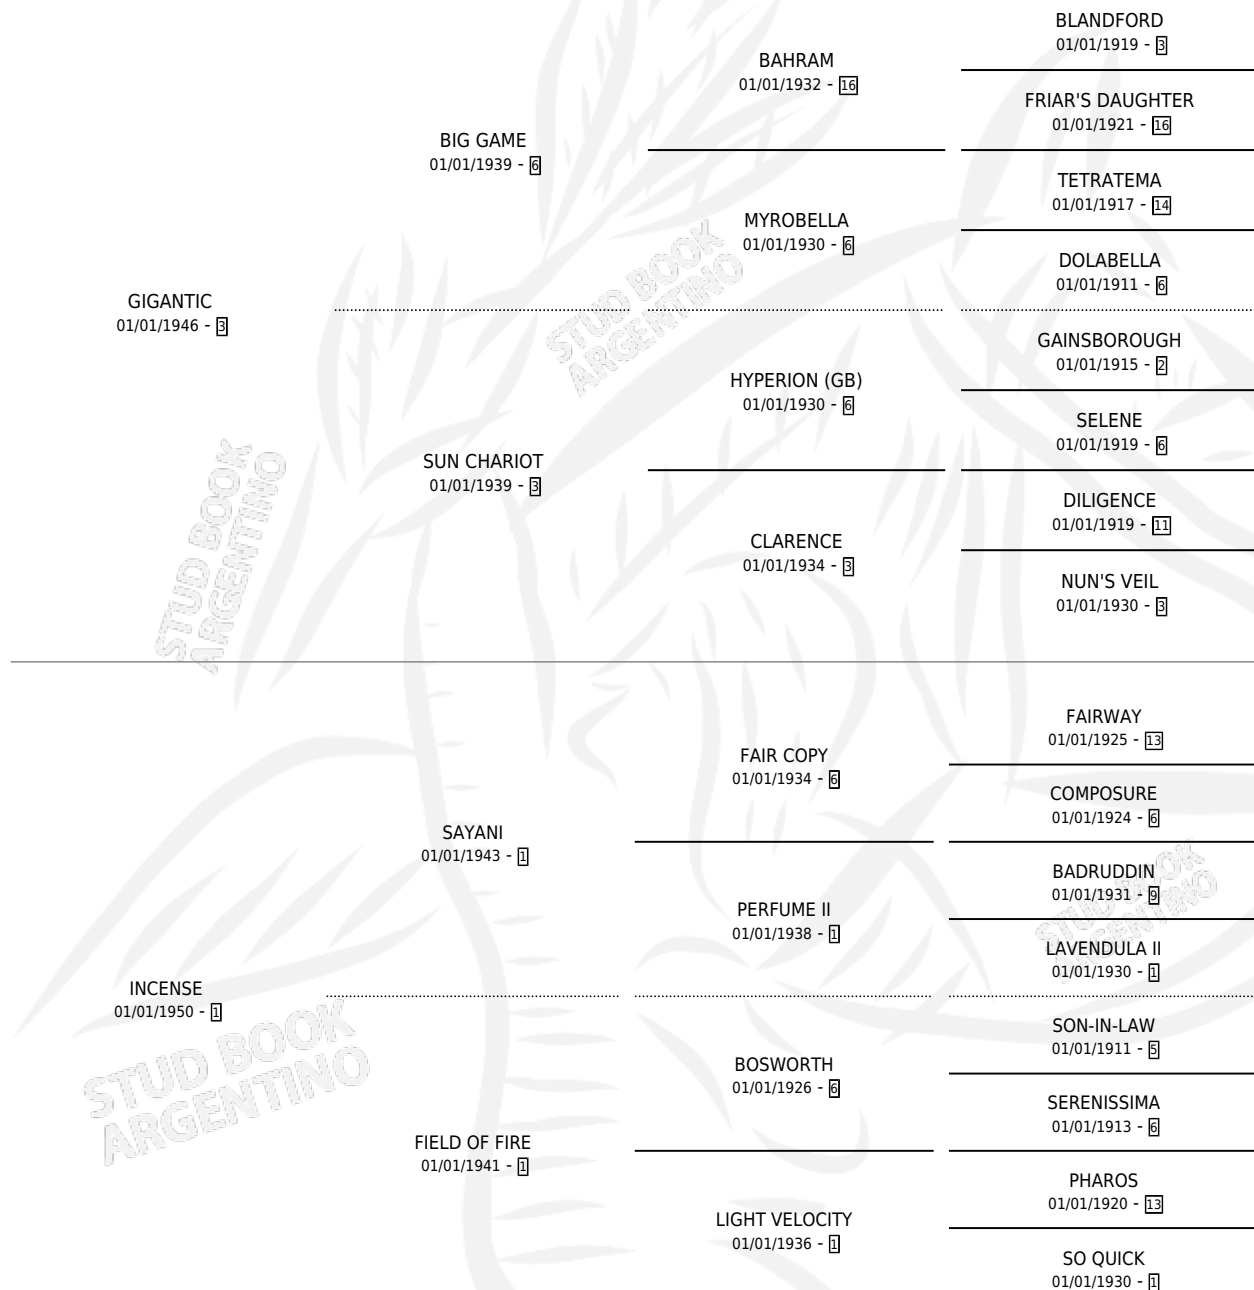 BLANDFORD
01/01/1919 - 3
BAHRAM
01/01/1932 - 16
FRIAR'S DAUGHTER
01/01/1921 - 16
BIG GAME
01/01/1939 - 6
TETRATEMA
01/01/1917 - 14
MYROBELLA
01/01/1930 - 6
DOLABELLA
01/01/1911 - 6
GIGANTIC
01/01/1946 - 3
GAINSBOROUGH
01/01/1915 - 2
HYPERION (GB)
01/01/1930 - 6
SELENE
01/01/1919 - 6
SUN CHARIOT
01/01/1939 - 3
DILIGENCE
01/01/1919 - 11
CLARENCE
01/01/1934 - 3
NUN'S VEIL
01/01/1930 - 3
STUD BOOK
ARGENTINO
STUD BOOK
ARGENTINO
FAIRWAY
01/01/1925 - 13
FAIR COPY
01/01/1934 - 6
COMPOSURE
01/01/1924 - 6
SAYANI
01/01/1943 - 1
BADRUDDIN
01/01/1931 - 9
PERFUME II
01/01/1938 - 1
LAVENDULA II
01/01/1930 - 1
INCENSE
01/01/1950 - 1
SON-IN-LAW
01/01/1911 - 5
BOSWORTH
01/01/1926 - 6
SERENISSIMA
01/01/1913 - 6
FIELD OF FIRE
01/01/1941 - 1
PHAROS
01/01/1920 - 13
LIGHT VELOCITY
01/01/1936 - 1
SO QUICK
01/01/1930 - 1
STUD BOOK
ARGENTINO
STUD BOOK
ARGENTINO